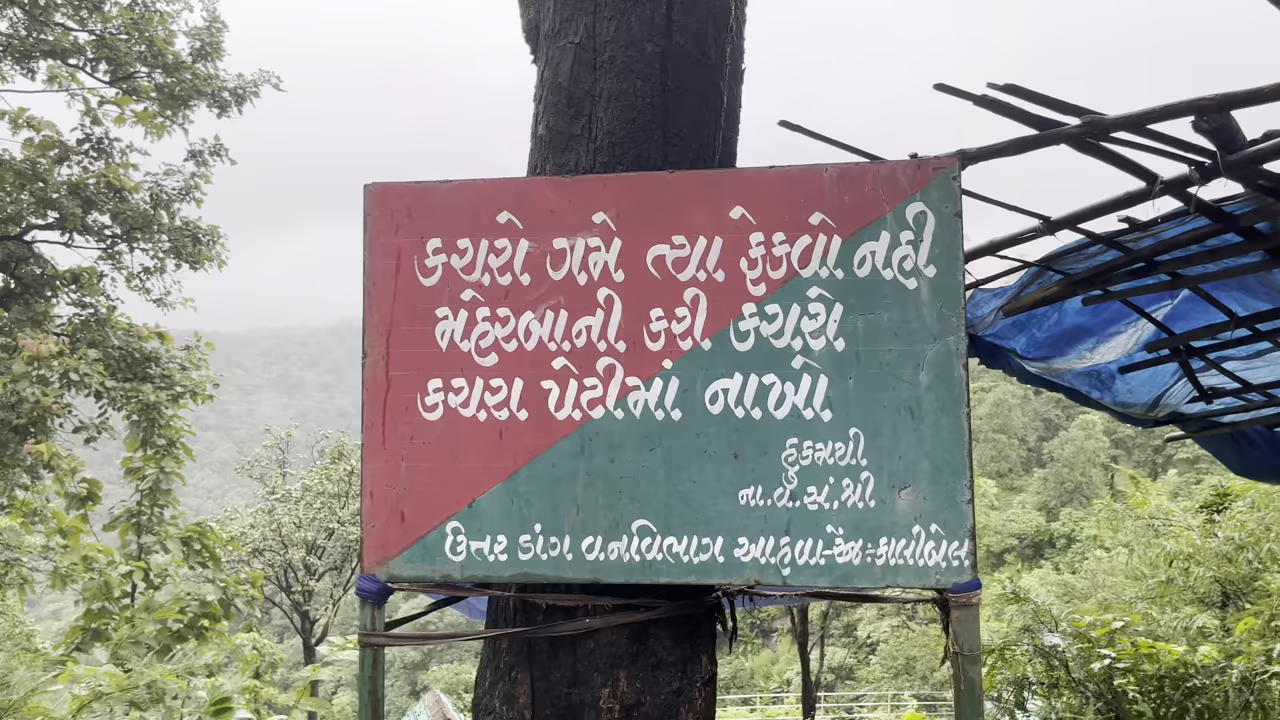 કચરો ગમે ત્યા ફેકવો નહી
મહેરબાની કરી કચરો
કચરા પેટીમાં નાખો
હુકમથી
ના.વ.સં.શ્રી
ઉત્તર ડાંગ વનવિભાગ આહવા-રેંજ:-કાલીબેલ